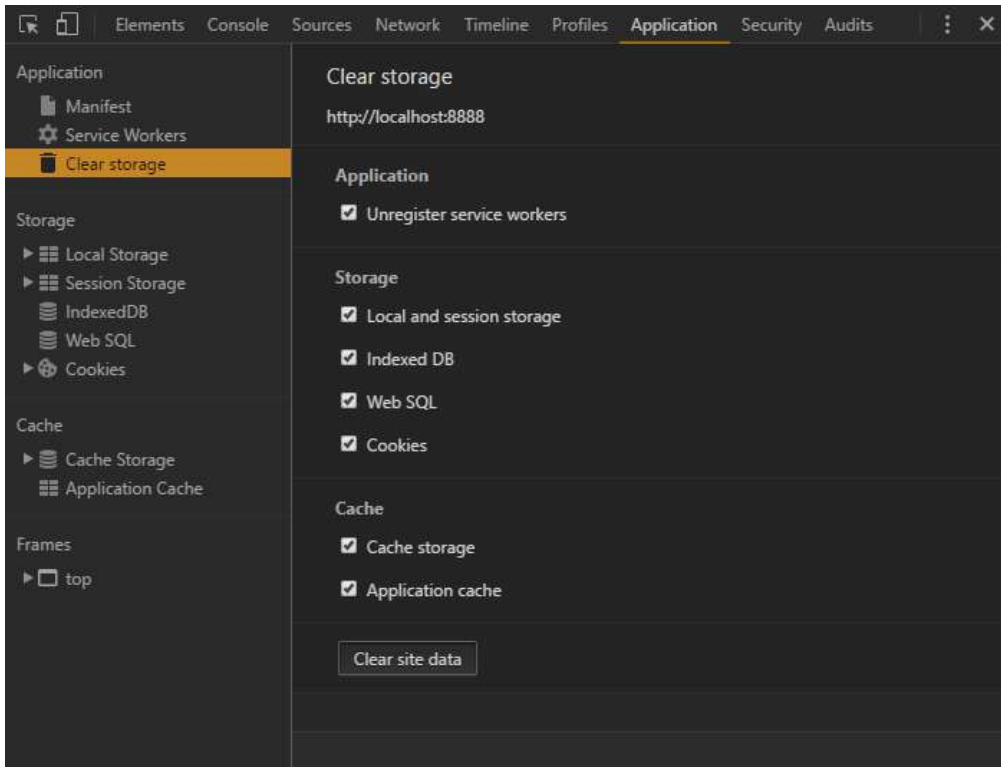 Elements Console Sources Network Timeline Profiles Application Security Audits
Application
Manifest
Service Workers
Clear storage
Storage
Local Storage
Session Storage
IndexedDB
Web SQL
Cookies
Cache
Cache Storage
Application Cache
Frames
top
Clear storage
http://localhost:8888
Application
Unregister service workers
Storage
Local and session storage
Indexed DB
Web SQL
Cookies
Cache
Cache storage
Application cache
Clear site data